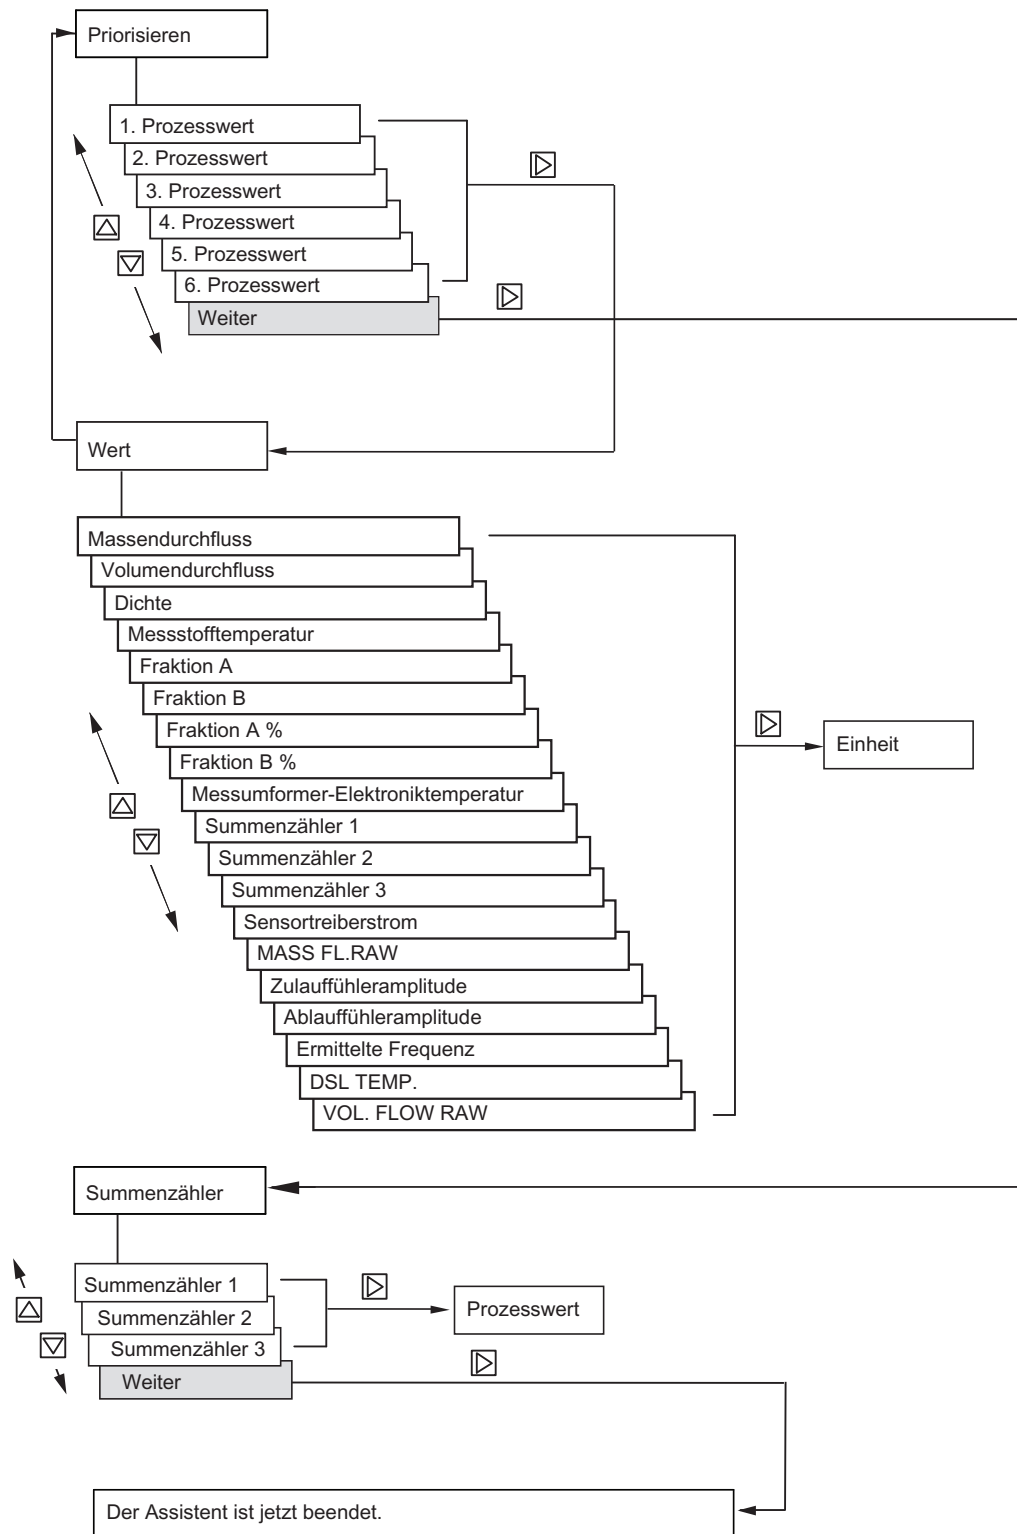 Priorisieren
1. Prozesswert
2. Prozesswert
3. Prozesswert
4. Prozesswert
5. Prozesswert
6. Prozesswert
Weiter
Wert
Massendurchfluss
Volumendurchfluss
Dichte
Messstofftemperatur
Fraktion A
Fraktion B
Fraktion A %
Einheit
Fraktion B %
Messumformer-Elektroniktemperatur
Summenzähler 1
Summenzähler 2
Summenzähler 3
Sensortreiberstrom
MASS FL.RAW
Zulauffühleramplitude
Ablauffühleramplitude
Ermittelte Frequenz
DSL TEMP.
VOL. FLOW RAW
Summenzähler
Summenzähler 1
Summenzähler 2
Prozesswert
Summenzähler 3
Weiter
Der Assistent ist jetzt beendet.